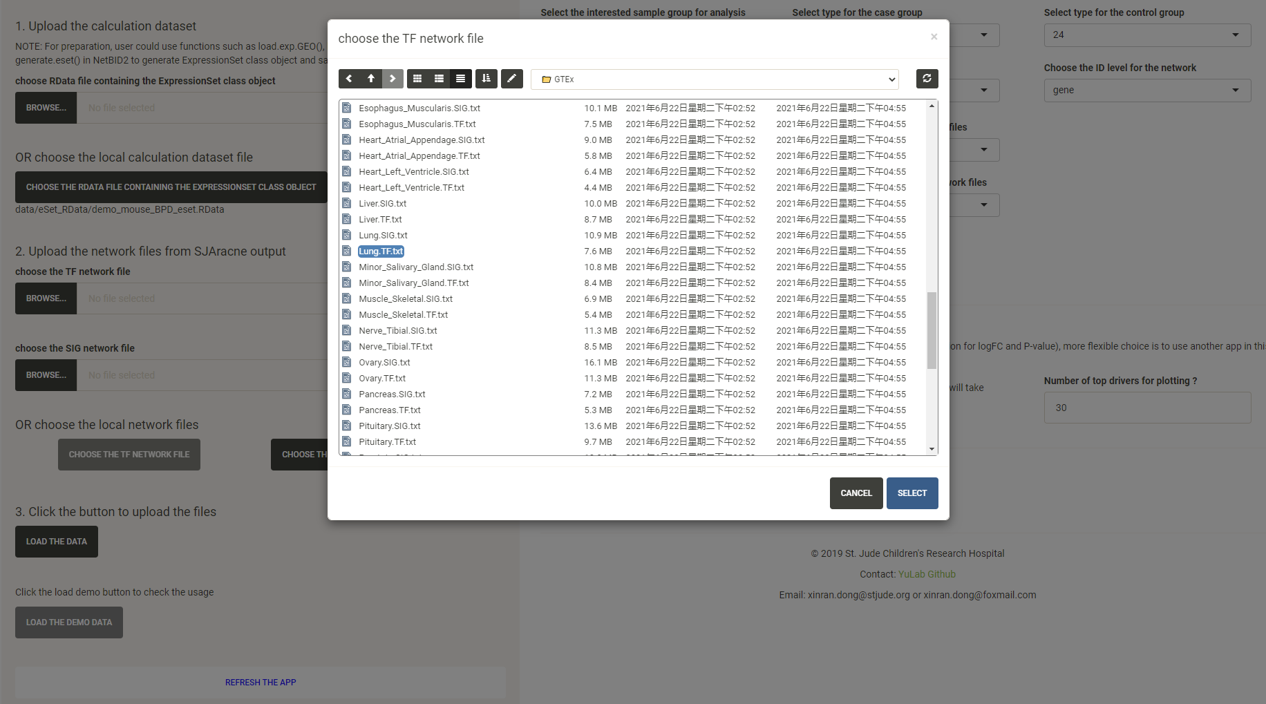 1. Upload the calculation dataset
NOTE: For preparation, user could use functions such as load.exp.GEO(),
generate.eset() in NetBID2 to generate ExpressionSet class object and sa
choose RData file containing the ExpressionSet class object
BROWSE...
No file selected
OR choose the local calculation dataset file
CHOOSE THE RDATA FILE CONTAINING THE EXPRESSIONSET CLASS OBJECT
data/eSet_RData/demo_mouse_BPD_eset.RData
2. Upload the network files from SJAracne output
choose the TF network file
BROWSE...
No file selected
choose the SIG network file
BROWSE...
No file selected
OR choose the local network files
CHOOSE THE TF NETWORK FILE
CHOOSE TH
3. Click the button to upload the files
LOAD THE DATA
Click the load demo button to check the usage
LOAD THE DEMO DATA
REFRESH THE APP
choose the TF network file
×
GTEx
Esophagus_Muscularis.SIG.txt 10.1 MB 2021年6月22日星期二下午02:52 2021年6月22日星期二下午04:55
Esophagus_Muscularis.TF.txt 7.5 MB 2021年6月22日星期二下午02:52 2021年6月22日星期二下午04:55
Heart_Atrial_Appendage.SIG.txt 9.0 MB 2021年6月22日星期二下午02:52 2021年6月22日星期二下午04:55
Heart_Atrial_Appendage.TF.txt 5.8 MB 2021年6月22日星期二下午02:52 2021年6月22日星期二下午04:55
Heart_Left_Ventricle.SIG.txt 6.4 MB 2021年6月22日星期二下午02:52 2021年6月22日星期二下午04:55
Heart_Left_Ventricle.TF.txt 4.4 MB 2021年6月22日星期二下午02:52 2021年6月22日星期二下午04:55
Liver.SIG.txt 10.0 MB 2021年6月22日星期二下午02:52 2021年6月22日星期二下午04:55
Liver.TF.txt 8.7 MB 2021年6月22日星期二下午02:52 2021年6月22日星期二下午04:55
Lung.SIG.txt 10.9 MB 2021年6月22日星期二下午02:52 2021年6月22日星期二下午04:55
Lung.TF.txt 7.6 MB 2021年6月22日星期二下午02:52 2021年6月22日星期二下午04:55
Minor_Salivary_Gland.SIG.txt 10.8 MB 2021年6月22日星期二下午02:52 2021年6月22日星期二下午04:55
Minor_Salivary_Gland.TF.txt 8.4 MB 2021年6月22日星期二下午02:52 2021年6月22日星期二下午04:55
Muscle_Skeletal.SIG.txt 6.9 MB 2021年6月22日星期二下午02:52 2021年6月22日星期二下午04:55
Muscle_Skeletal.TF.txt 5.4 MB 2021年6月22日星期二下午02:52 2021年6月22日星期二下午04:55
Nerve_Tibial.SIG.txt 11.3 MB 2021年6月22日星期二下午02:52 2021年6月22日星期二下午04:55
Nerve_Tibial.TF.txt 8.5 MB 2021年6月22日星期二下午02:52 2021年6月22日星期二下午04:55
Ovary.SIG.txt 16.1 MB 2021年6月22日星期二下午02:52 2021年6月22日星期二下午04:55
Ovary.TF.txt 11.3 MB 2021年6月22日星期二下午02:52 2021年6月22日星期二下午04:55
Pancreas.SIG.txt 7.2 MB 2021年6月22日星期二下午02:52 2021年6月22日星期二下午04:55
Pancreas.TF.txt 5.3 MB 2021年6月22日星期二下午02:52 2021年6月22日星期二下午04:55
Pituitary.SIG.txt 13.6 MB 2021年6月22日星期二下午02:52 2021年6月22日星期二下午04:55
Pituitary.TF.txt 9.7 MB 2021年6月22日星期二下午02:52 2021年6月22日星期二下午04:55
CANCEL
SELECT
Select the interested sample group for analysis
Select type for the case group
Select type for the control group
24
Choose the ID level for the network
gene
files
work files
on for logFC and P-value), more flexible choice is to use another app in thi
will take
Number of top drivers for plotting ?
30
© 2019 St. Jude Children's Research Hospital
Contact: YuLab Github
Email: xinran.dong@stjude.org or xinran.dong@foxmail.com